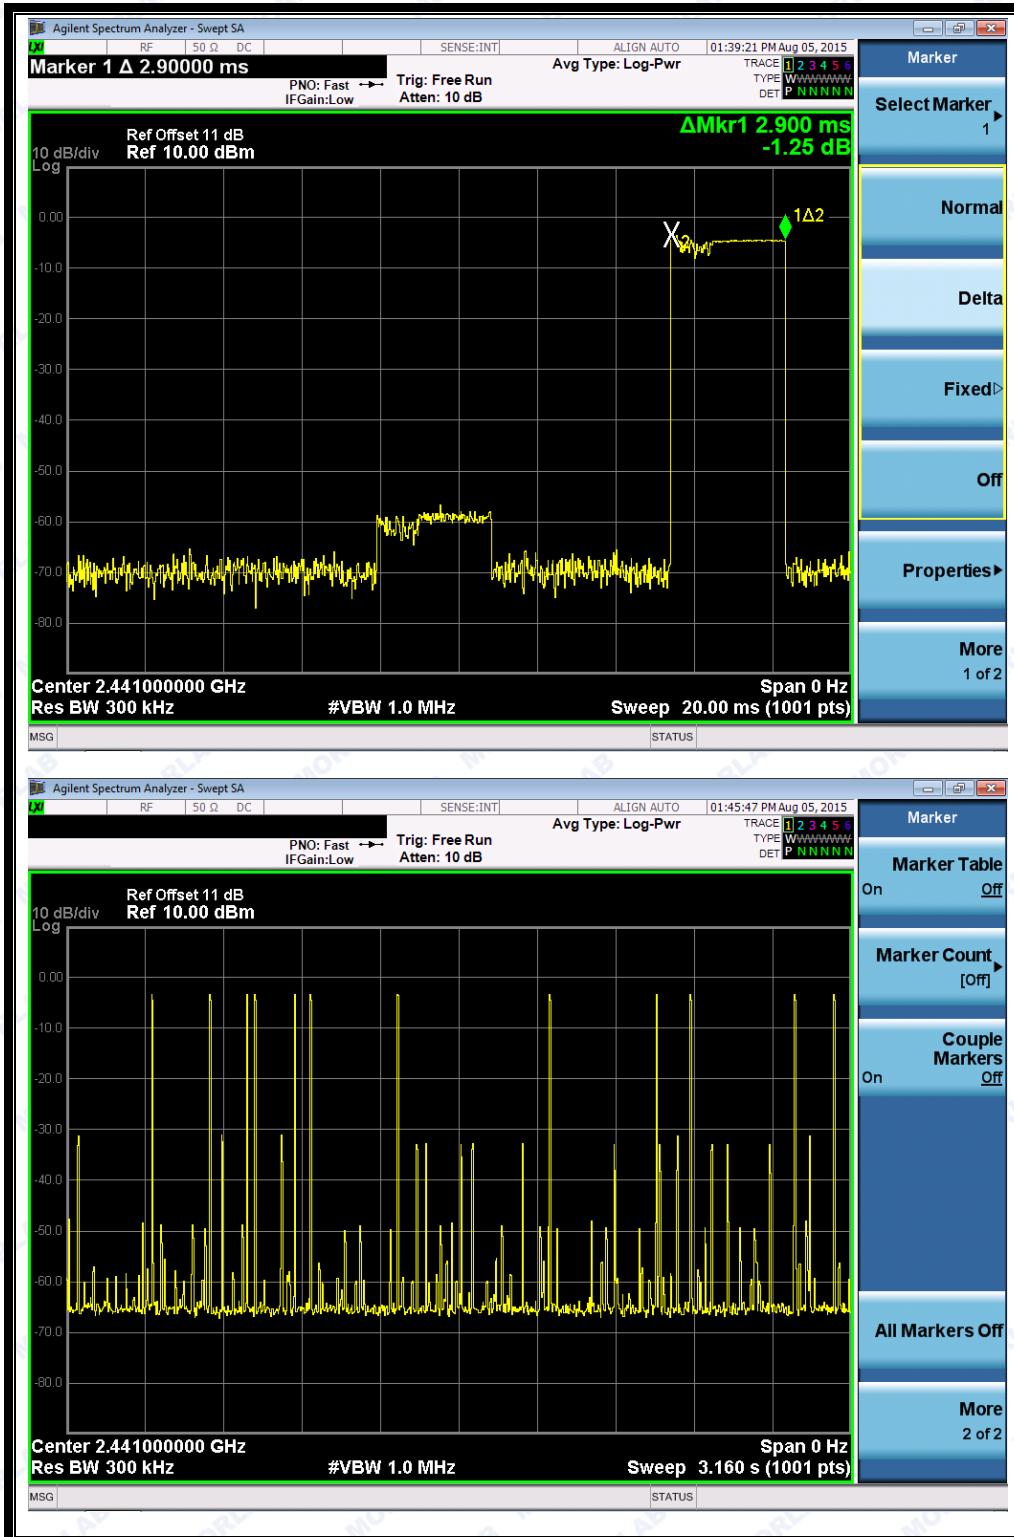 Agilent Spectrum Analyzer - Swept SA
LXI RF 50 Ω DC SENSE:INT ALIGN AUTO 01:39:21 PM Aug 05, 2015
Marker 1 Δ 2.90000 ms
PNO: Fast
IFGain:Low
Trig: Free Run
Atten: 10 dB
Avg Type: Log-Pwr
TRACE 1 2 3 4 5 6
TYPE WWWWWW
DET P N N N N N
ΔMkr1 2.900 ms
-1.25 dB
Ref Offset 11 dB
10 dB/div Ref 10.00 dBm
Log
0.00
-10.0
-20.0
-30.0
-40.0
-50.0
-60.0
-70.0
-80.0
X2
1Δ2
Center 2.441000000 GHz Span 0 Hz
Res BW 300 kHz #VBW 1.0 MHz Sweep 20.00 ms (1001 pts)
MSG STATUS
Marker
Select Marker
1
Normal
Delta
Fixed
Off
Properties
More
1 of 2
Agilent Spectrum Analyzer - Swept SA
LXI RF 50 Ω DC SENSE:INT ALIGN AUTO 01:45:47 PM Aug 05, 2015
PNO: Fast
IFGain:Low
Trig: Free Run
Atten: 10 dB
Avg Type: Log-Pwr
TRACE 1 2 3 4 5 6
TYPE WWWWWW
DET P N N N N N
Ref Offset 11 dB
10 dB/div Ref 10.00 dBm
Log
0.00
-10.0
-20.0
-30.0
-40.0
-50.0
-60.0
-70.0
-80.0
Center 2.441000000 GHz Span 0 Hz
Res BW 300 kHz #VBW 1.0 MHz Sweep 3.160 s (1001 pts)
MSG STATUS
Marker
Marker Table
On Off
Marker Count
[Off]
Couple
Markers
On Off
All Markers Off
More
2 of 2